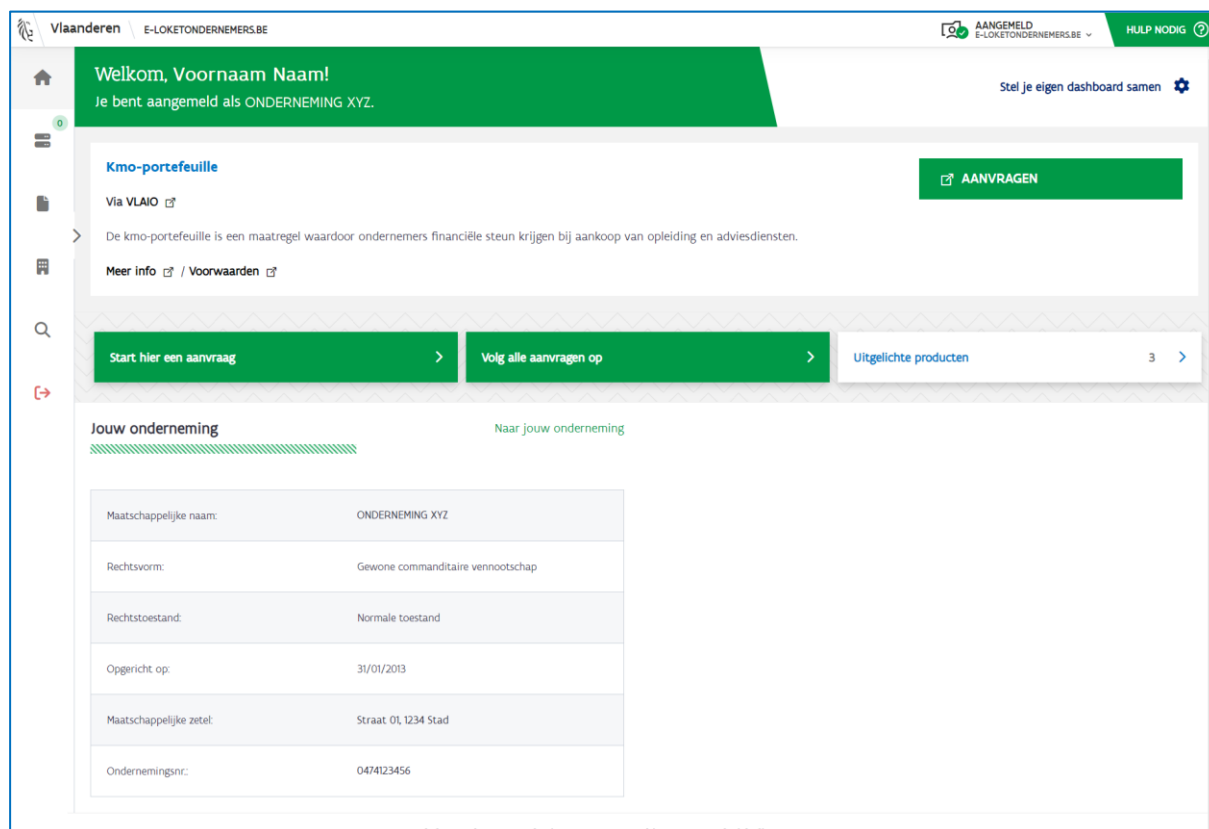 Vlaanderen E-LOKETONDERNEMERS.BE
AANGEMELD
E-LOKETONDERNEMERS.BE
HULP NODIG ?
Welkom, Voornaam Naam!
Je bent aangemeld als ONDERNEMING XYZ.
Stel je eigen dashboard samen
0
Kmo-portefeuille
AANVRAGEN
Via VLAIO
De kmo-portefeuille is een maatregel waardoor ondernemers financiële steun krijgen bij aankoop van opleiding en adviesdiensten.
Meer info / Voorwaarden
Start hier een aanvraag
Volg alle aanvragen op
Uitgelichte producten 3
Jouw onderneming
Naar jouw onderneming
Maatschappelijke naam: ONDERNEMING XYZ
Rechtsvorm: Gewone commanditaire vennootschap
Rechtstoestand: Normale toestand
Opgericht op: 31/01/2013
Maatschappelijke zetel: Straat 01, 1234 Stad
Ondernemingsnr.: 0474123456